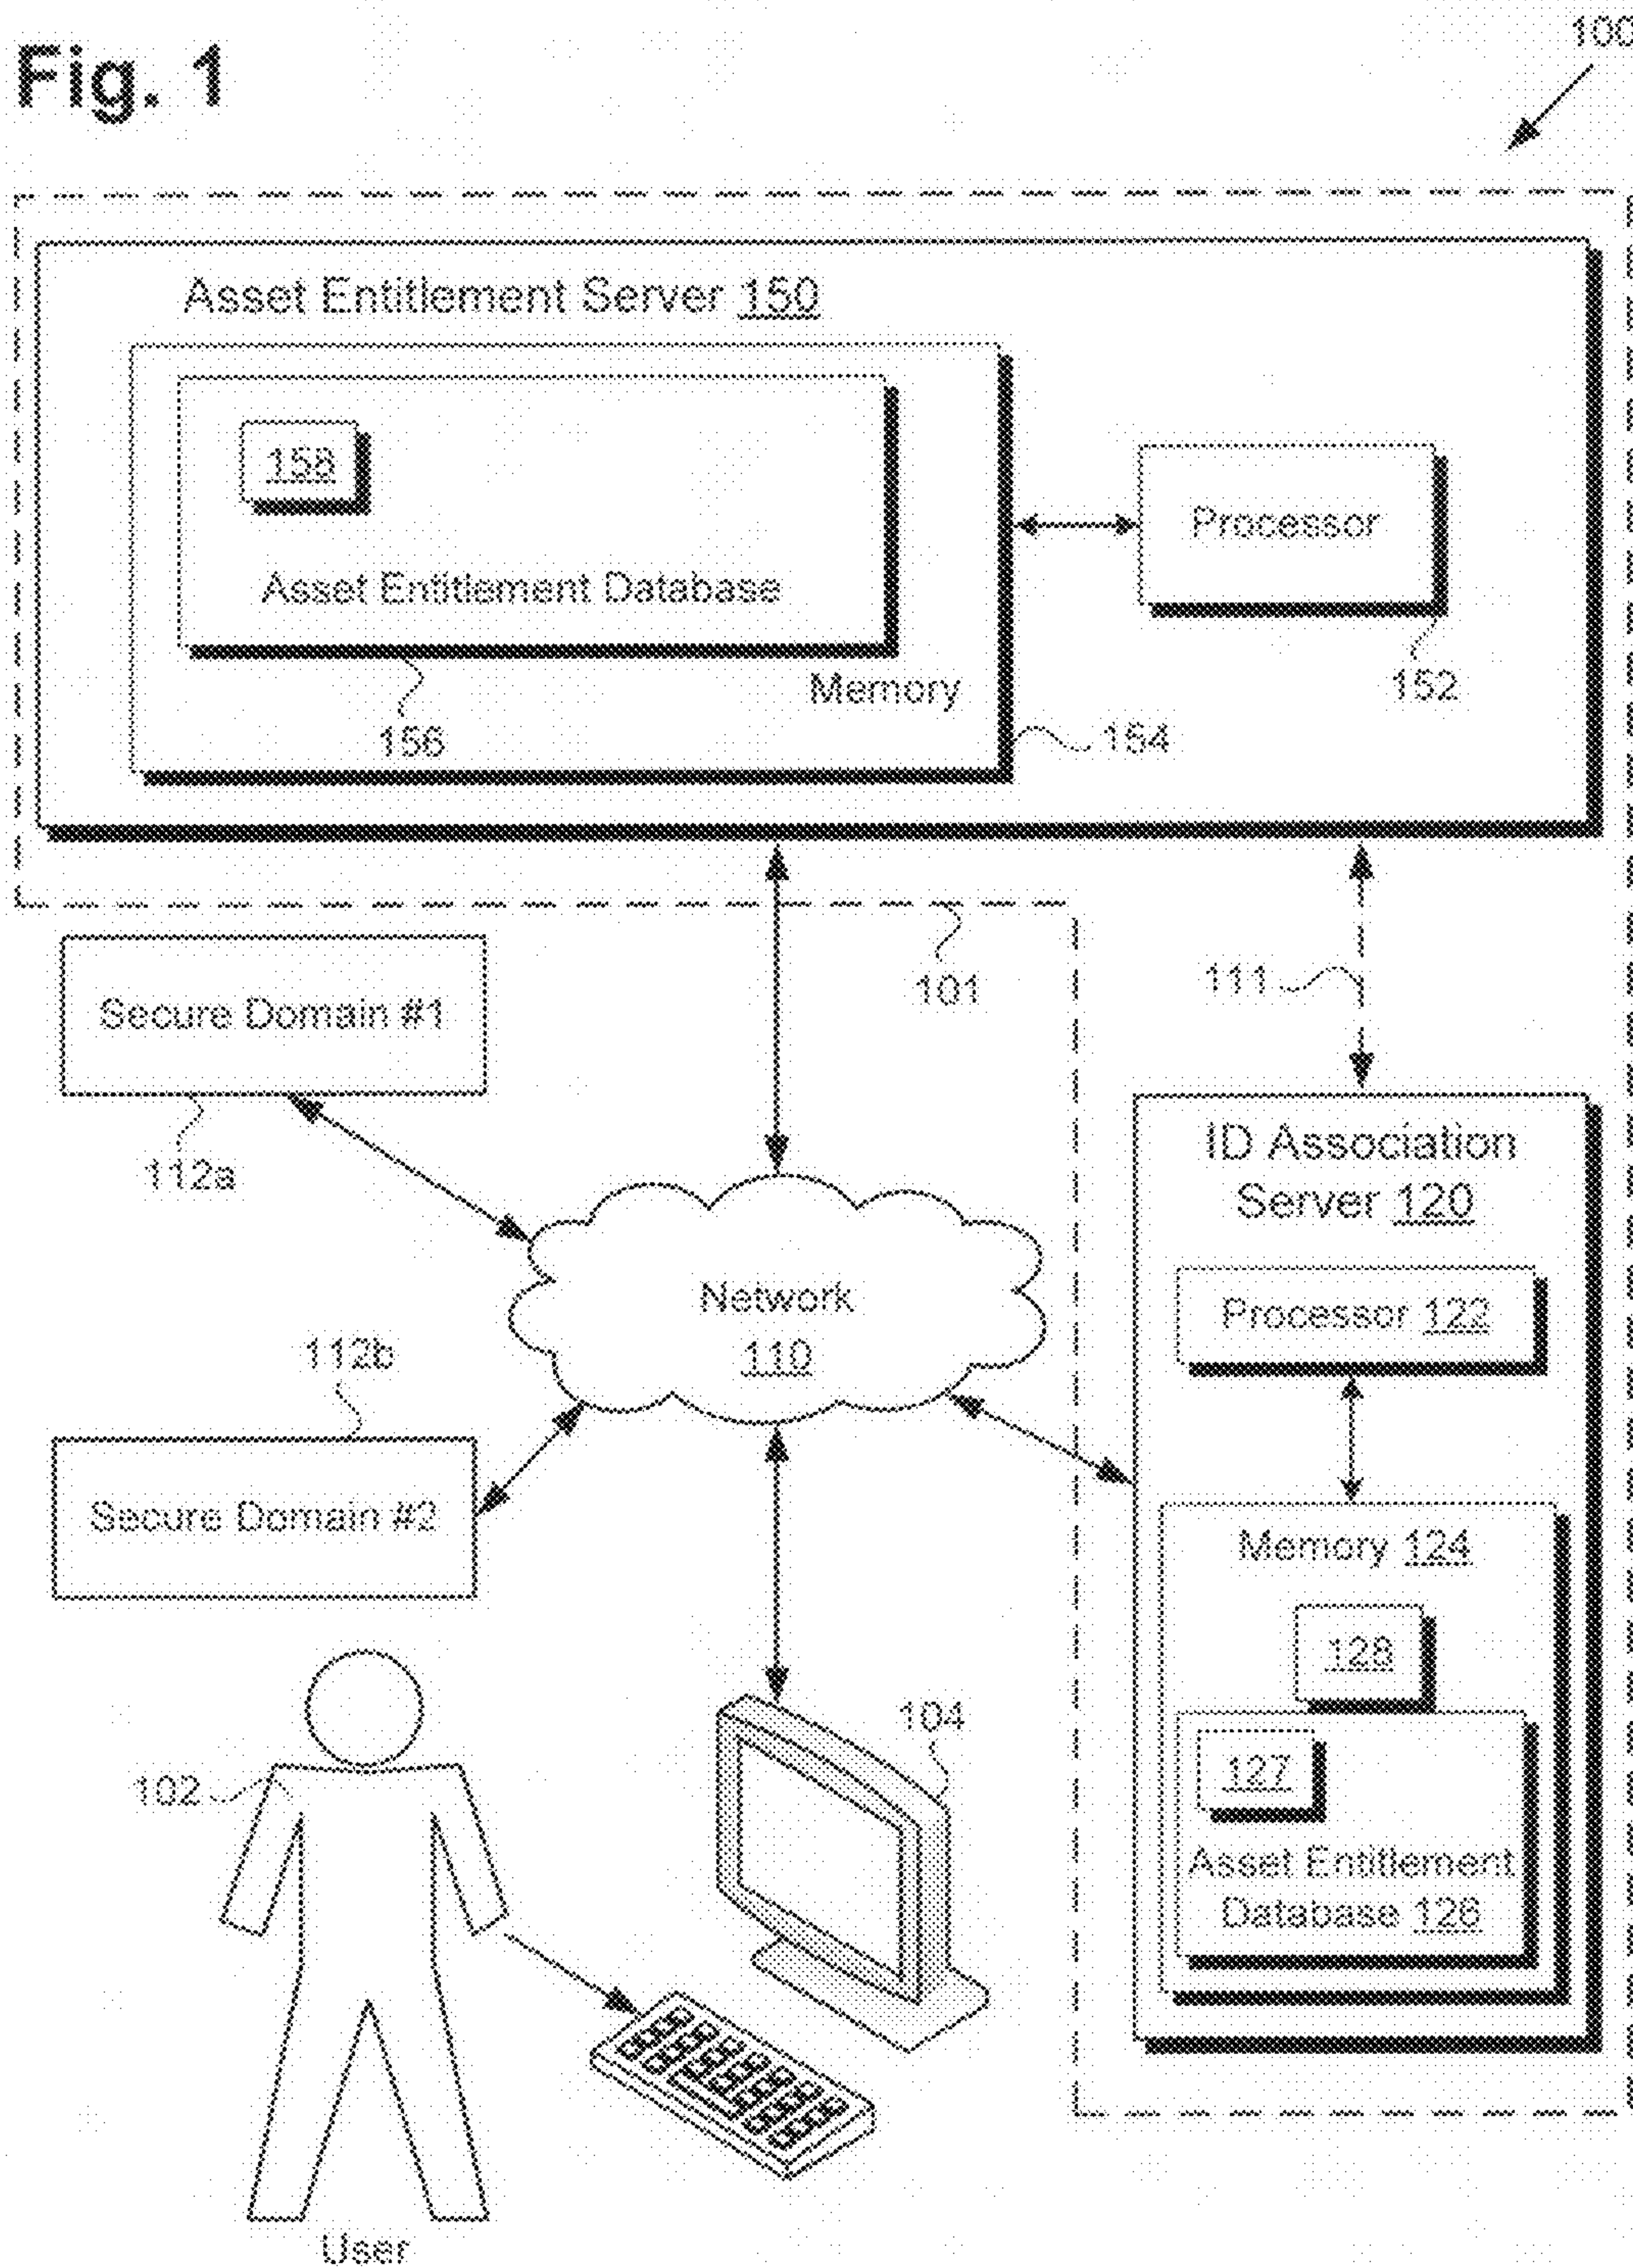 Fig. 1
100
Asset Entitlement Server 150
158
Processor
Asset Entitlement Database
Memory
152
156
154
101
111
Secure Domain #1
112a
ID Association
Server 120
Network
110
Processor 122
112b
Secure Domain #2
Memory 124
128
104
127
102
Asset Entitlement
Database 126
User